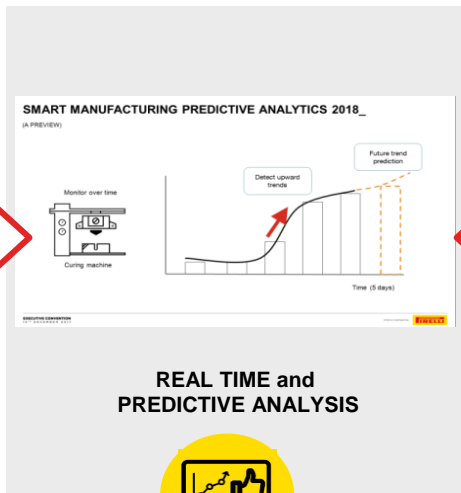 SMART MANUFACTURING PREDICTIVE ANALYTICS 2018_
(A PREVIEW)
Future trend
prediction
Detect upward
trends
Monitor over time
Curing machine
Time (5 days)
EXECUTIVE CONVENTION
PIRELLI
REAL TIME and
PREDICTIVE ANALYSIS